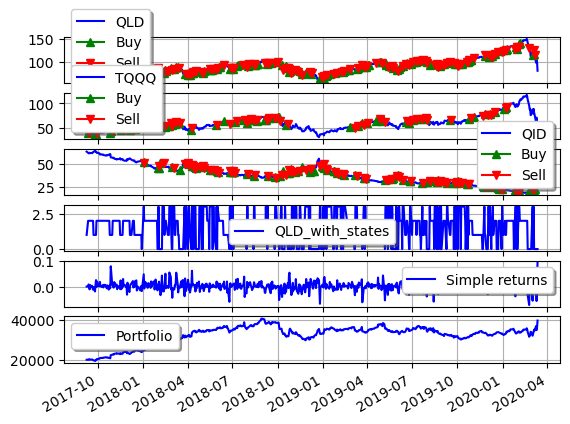 QLD
Buy
Sell
150
100
TQQQ
Buy
Sell
100
50
QID
Buy
Sell
50
25
2.5
0.0
QLD_with_states
0.1
0.0
Simple returns
40000
20000
Portfolio
2017-10
2018-01
2018-04
2018-07
2018-10
2019-01
2019-04
2019-07
2019-10
2020-01
2020-04